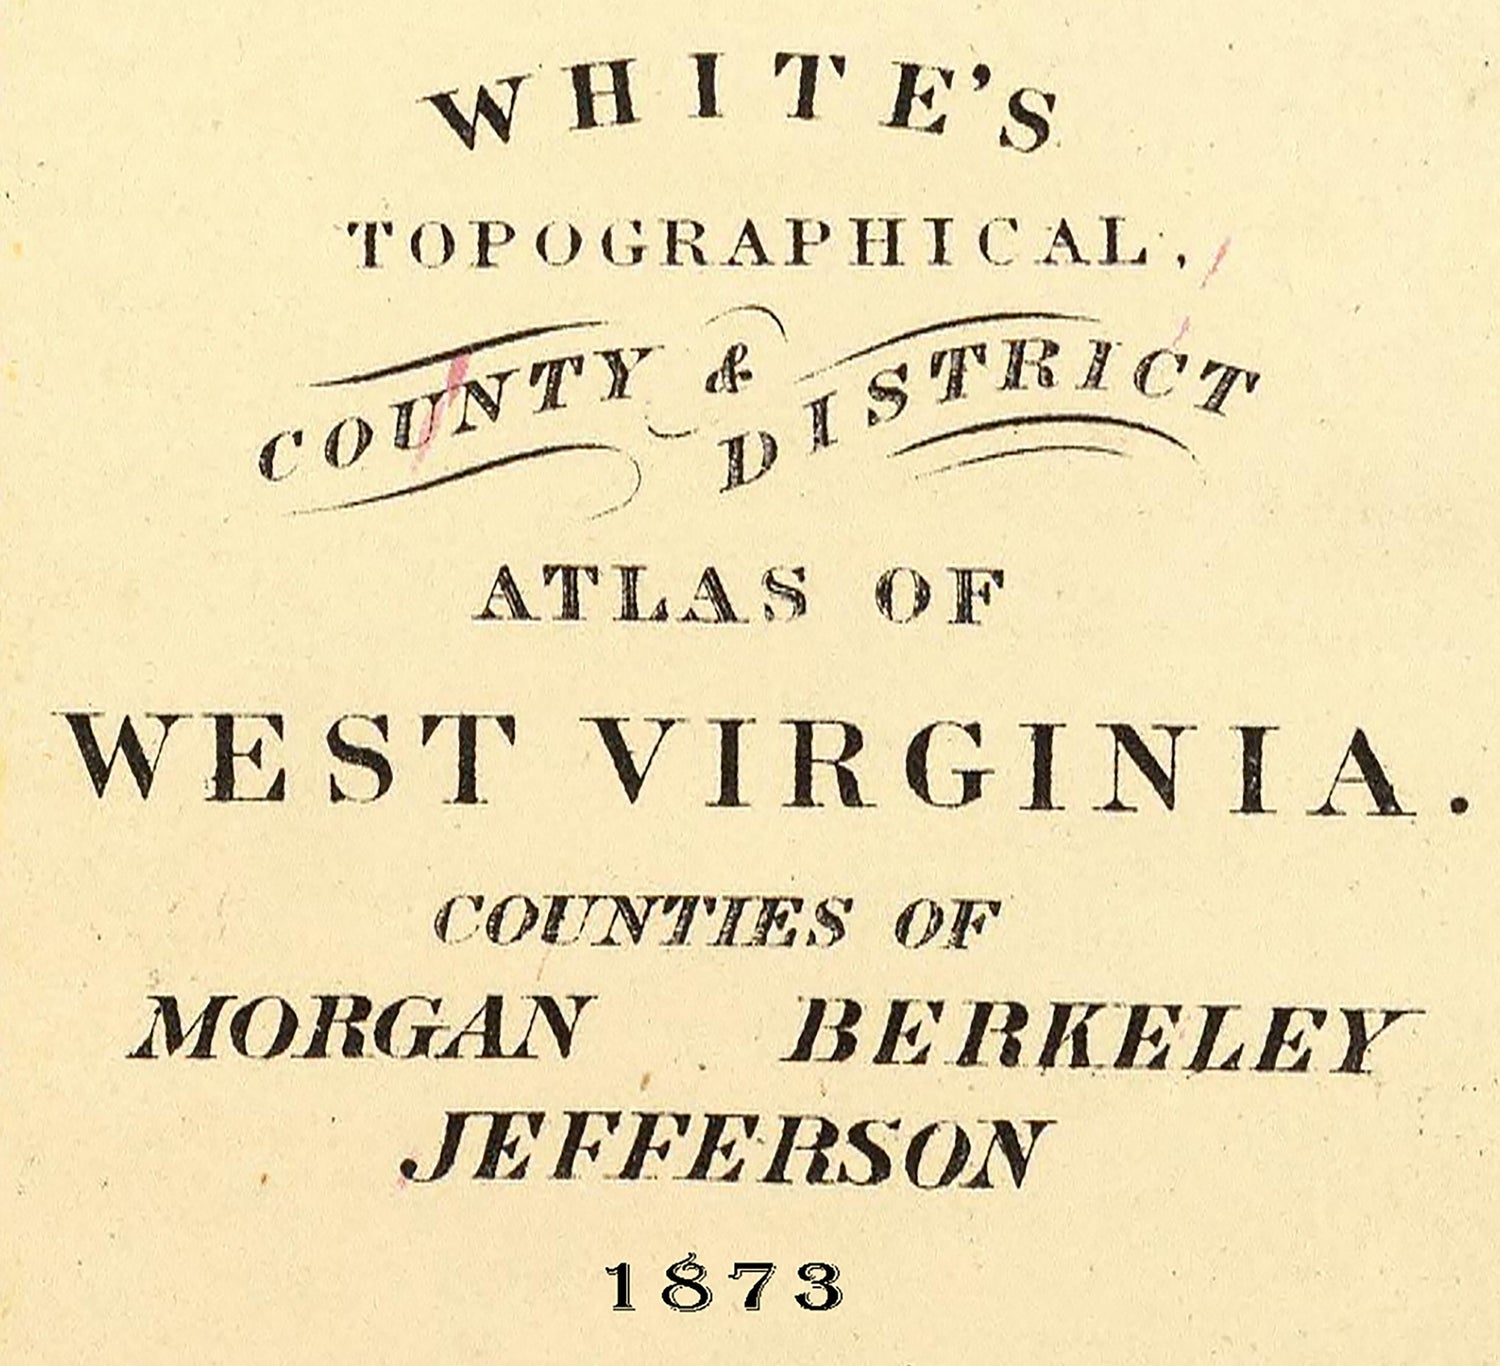 WHITE'S
TOPOGRAPHICAL,
COUNTY & DISTRICT
ATLAS OF
WEST VIRGINIA.
COUNTIES OF
MORGAN BERKELEY
JEFFERSON
1873